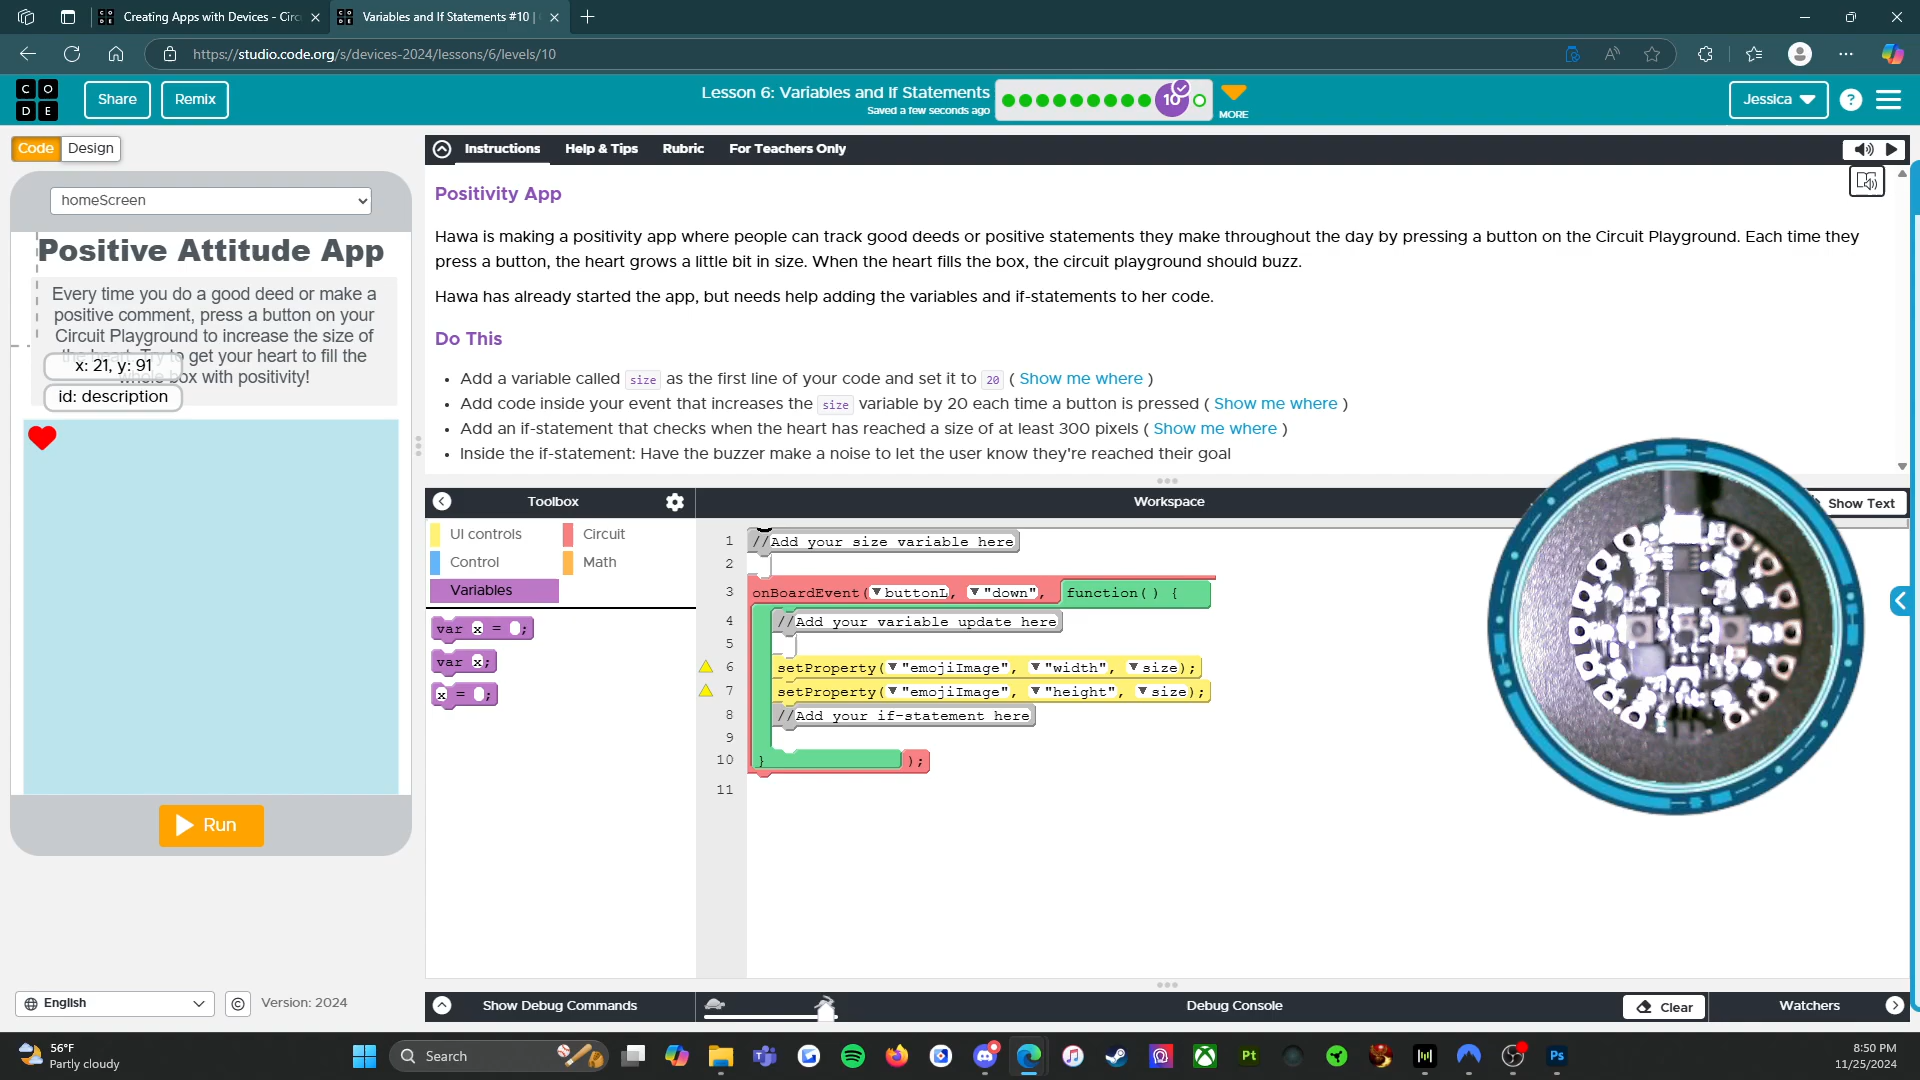 Creating Apps with Devices - Circ
Variables and If Statements #10 |
https://studio.code.org/s/devices-2024/lessons/6/levels/10
C O
D E
Share
Remix
Lesson 6: Variables and If Statements
Saved a few seconds ago
10
MORE
Jessica
?
Code
Design
Instructions
Help & Tips
Rubric
For Teachers Only
homeScreen
Positive Attitude App
Every time you do a good deed or make a
positive comment, press a button on your
Circuit Playground to increase the size of
the heart. Try to get your heart to fill the
whole box with positivity!
x: 21, y: 91
id: description
Run
Positivity App
Hawa is making a positivity app where people can track good deeds or positive statements they make throughout the day by pressing a button on the Circuit Playground. Each time they
press a button, the heart grows a little bit in size. When the heart fills the box, the circuit playground should buzz.
Hawa has already started the app, but needs help adding the variables and if-statements to her code.
Do This
• Add a variable called size as the first line of your code and set it to 20 ( Show me where )
• Add code inside your event that increases the size variable by 20 each time a button is pressed ( Show me where )
• Add an if-statement that checks when the heart has reached a size of at least 300 pixels ( Show me where )
• Inside the if-statement: Have the buzzer make a noise to let the user know they're reached their goal
Toolbox
Workspace
Show Text
UI controls
Circuit
Control
Math
Variables
var x = ;
var x;
x = ;
1 //Add your size variable here
2
3 onBoardEvent( buttonL, "down", function() {
4 //Add your variable update here
5
6 setProperty( "emojiImage", "width", size);
7 setProperty( "emojiImage", "height", size);
8 //Add your if-statement here
9
10 } );
11
Show Debug Commands
Debug Console
Clear
Watchers
English
Version: 2024
56°F
Partly cloudy
Search
Pt
Ps
8:50 PM
11/25/2024